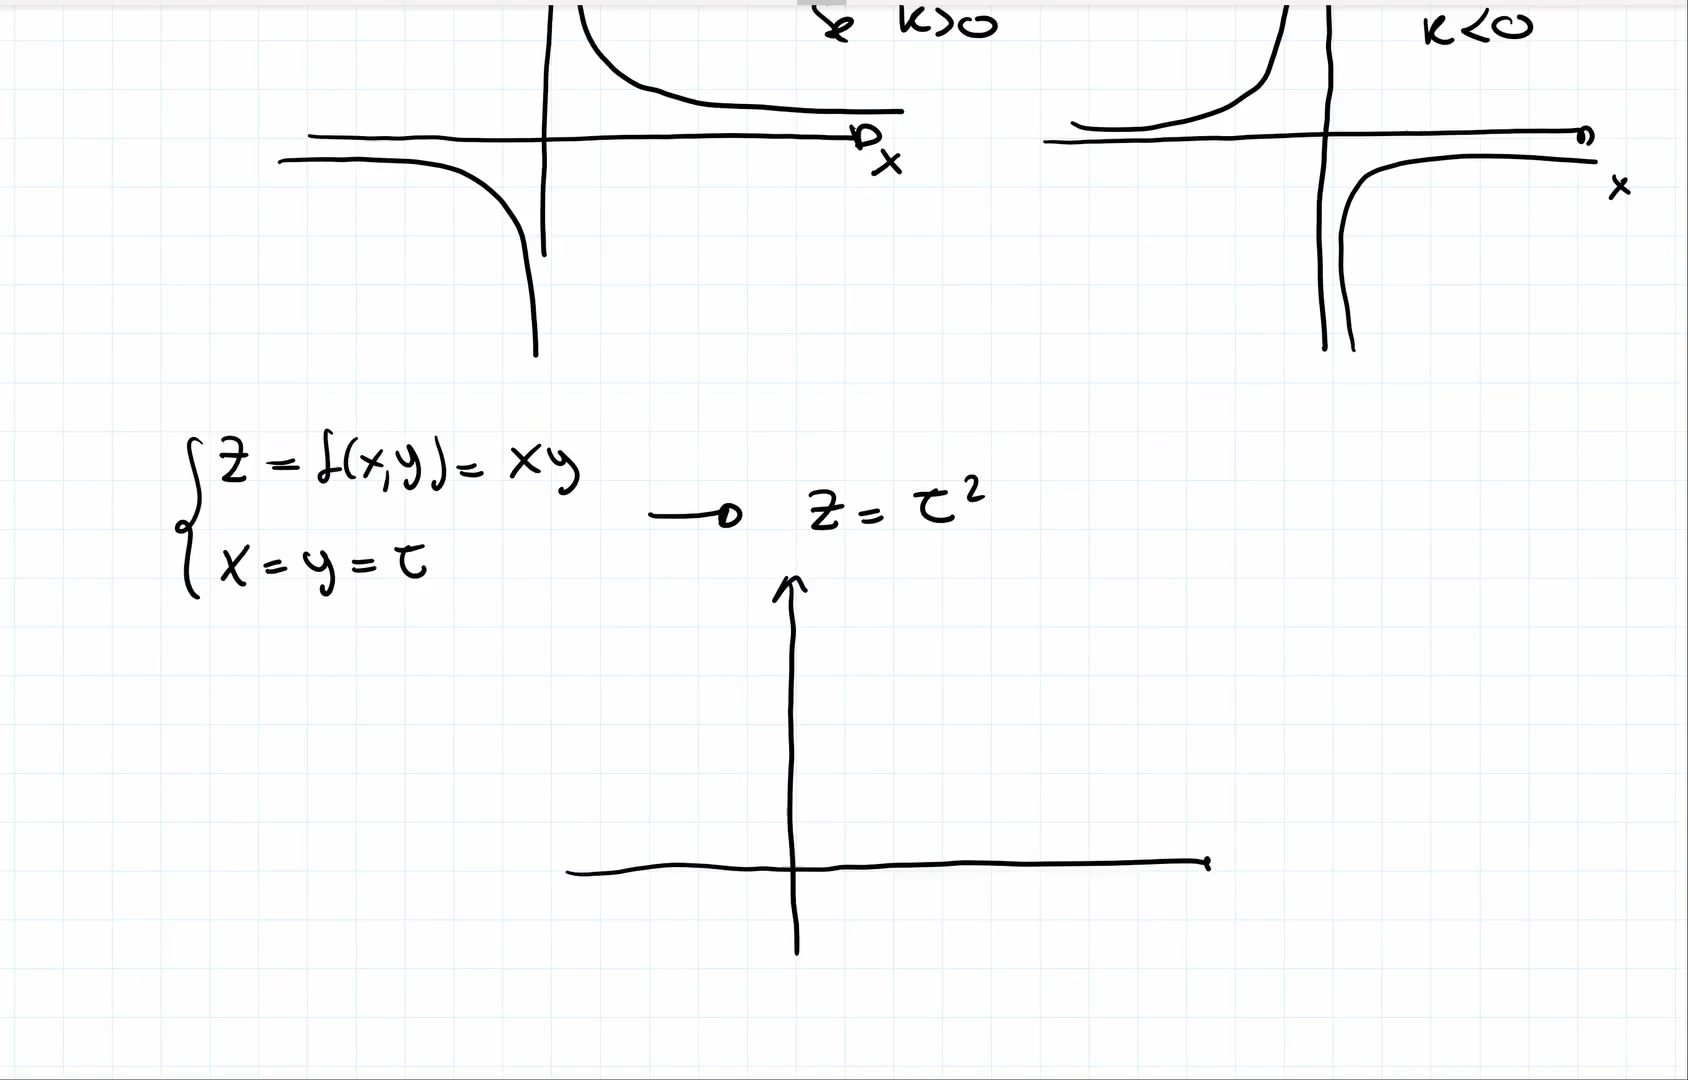 k>0
k<0
x
x
z = f(x,y) = xy
→ z = τ²
x = y = τ